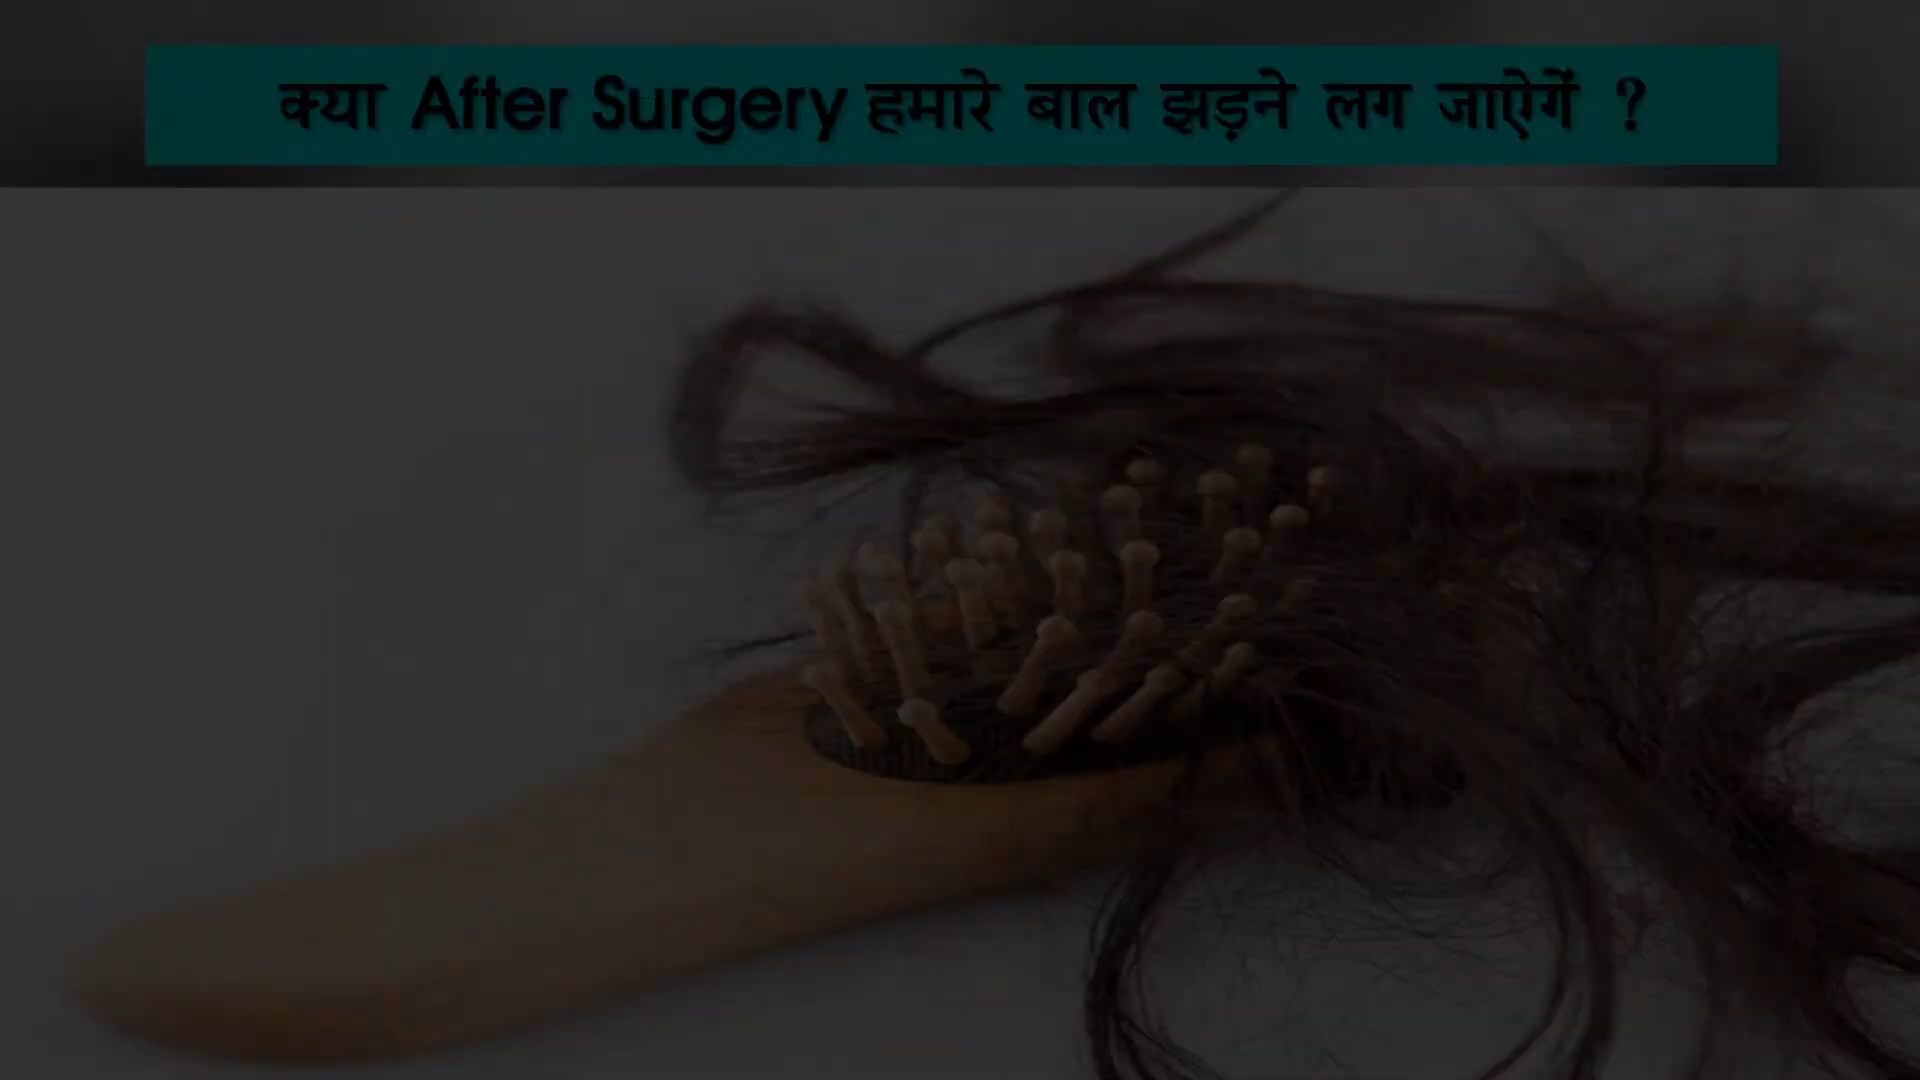 क्या After Surgery हमारे बाल झड़ने लग जाऐगें ?